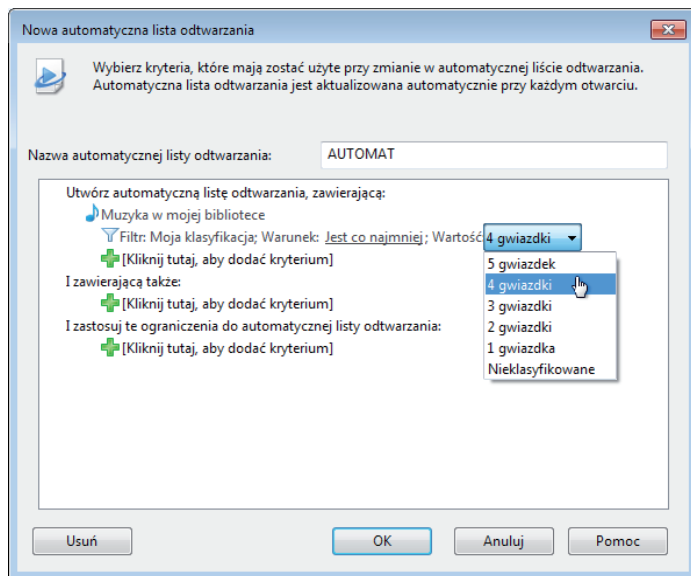 Nowa automatyczna lista odtwarzania
Wybierz kryteria, które mają zostać użyte przy zmianie w automatycznej liście odtwarzania.
Automatyczna lista odtwarzania jest aktualizowana automatycznie przy każdym otwarciu.
Nazwa automatycznej listy odtwarzania: AUTOMAT
Utwórz automatyczną listę odtwarzania, zawierającą:
Muzyka w mojej bibliotece
Filtr: Moja klasyfikacja; Warunek: Jest co najmniej; Wartość 4 gwiazdki
[Kliknij tutaj, aby dodać kryterium]
5 gwiazdek
4 gwiazdki
3 gwiazdki
2 gwiazdki
1 gwiazdka
Nieklasyfikowane
I zawierającą także:
[Kliknij tutaj, aby dodać kryterium]
I zastosuj te ograniczenia do automatycznej listy odtwarzania:
[Kliknij tutaj, aby dodać kryterium]
Usuń OK Anuluj Pomoc